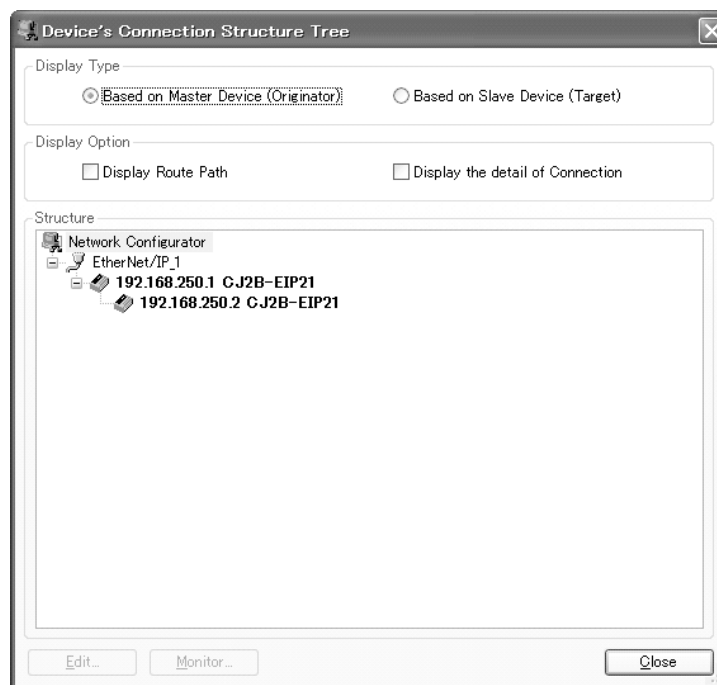 Device's Connection Structure Tree
Display Type
Based on Master Device (Originator)
Based on Slave Device (Target)
Display Option
Display Route Path
Display the detail of Connection
Structure
Network Configurator
EtherNet/IP_1
192.168.250.1 CJ2B-EIP21
192.168.250.2 CJ2B-EIP21
Edit...
Monitor...
Close